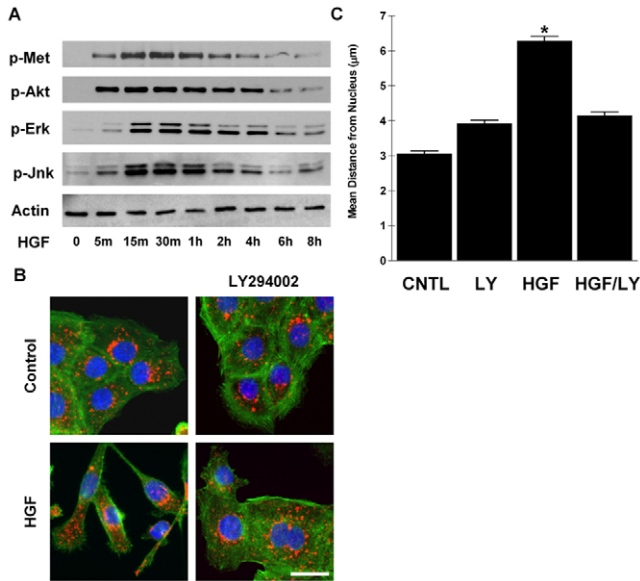 A
p-Met
p-Akt
p-Erk
p-Jnk
Actin
HGF 0 5m 15m 30m 1h 2h 4h 6h 8h
B
LY294002
Control
HGF
C
Mean Distance from Nucleus (μm)
7
6
5
4
3
2
1
0
*
CNTL LY HGF HGF/LY